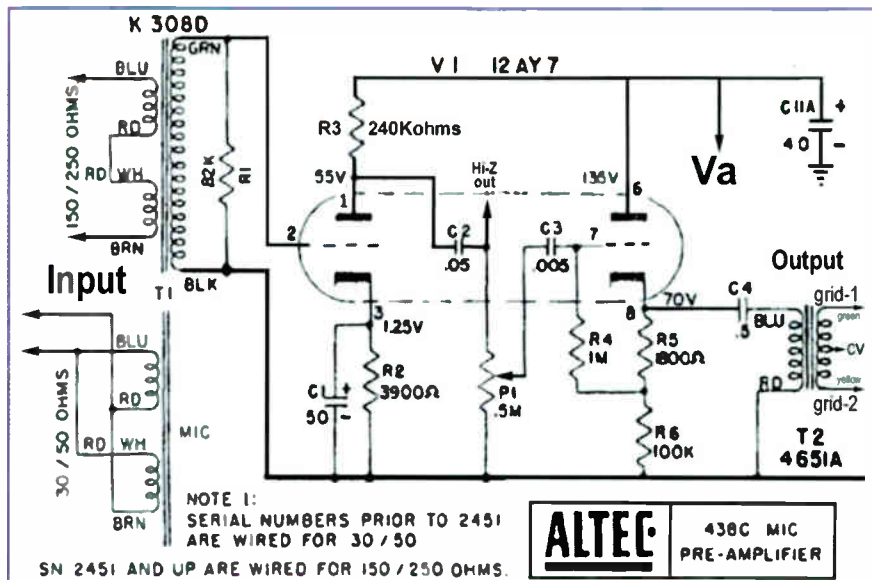 K 308D
GRN
BLU
RD
RD
WH
BRN
150 / 250 OHMS
82K
R1
T1
BLK
Input
BLU
RD
RD
WH
BRN
30 / 50 OHMS
MIC
V1 12AY7
R3
240Kohms
55V
1
2
3
1.25V
C1
50
+
-
R2
3900Ω
C2
.05
Hi-Z
out
P1
.5M
C3
.005
135V
6
7
8
70V
R4
1M
R5
1800Ω
R6
100K
Va
C11A
40
+
-
C4
.5
BLU
RD
Output
grid-1
green
CV
yellow
grid-2
T2
4651A
NOTE 1:
SERIAL NUMBERS PRIOR TO 2451
ARE WIRED FOR 30/50
SN 2451 AND UP ARE WIRED FOR 150/250 OHMS.
ALTEC
438C MIC
PRE-AMPLIFIER